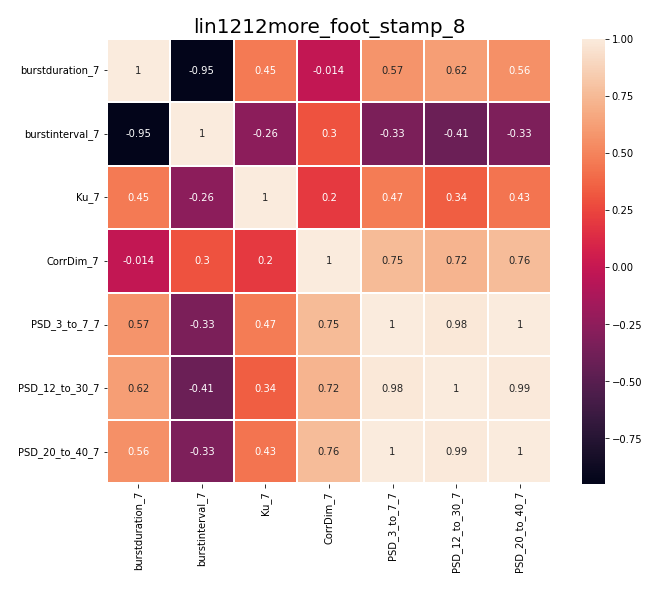 lin1212more_foot_stamp_8
burstduration_7 1 -0.95 0.45 -0.014 0.57 0.62 0.56
burstinterval_7 -0.95 1 -0.26 0.3 -0.33 -0.41 -0.33
Ku_7 0.45 -0.26 1 0.2 0.47 0.34 0.43
CorrDim_7 -0.014 0.3 0.2 1 0.75 0.72 0.76
PSD_3_to_7_7 0.57 -0.33 0.47 0.75 1 0.98 1
PSD_12_to_30_7 0.62 -0.41 0.34 0.72 0.98 1 0.99
PSD_20_to_40_7 0.56 -0.33 0.43 0.76 1 0.99 1
burstduration_7
burstinterval_7
Ku_7
CorrDim_7
PSD_3_to_7_7
PSD_12_to_30_7
PSD_20_to_40_7
1.00
0.75
0.50
0.25
0.00
−0.25
−0.50
−0.75